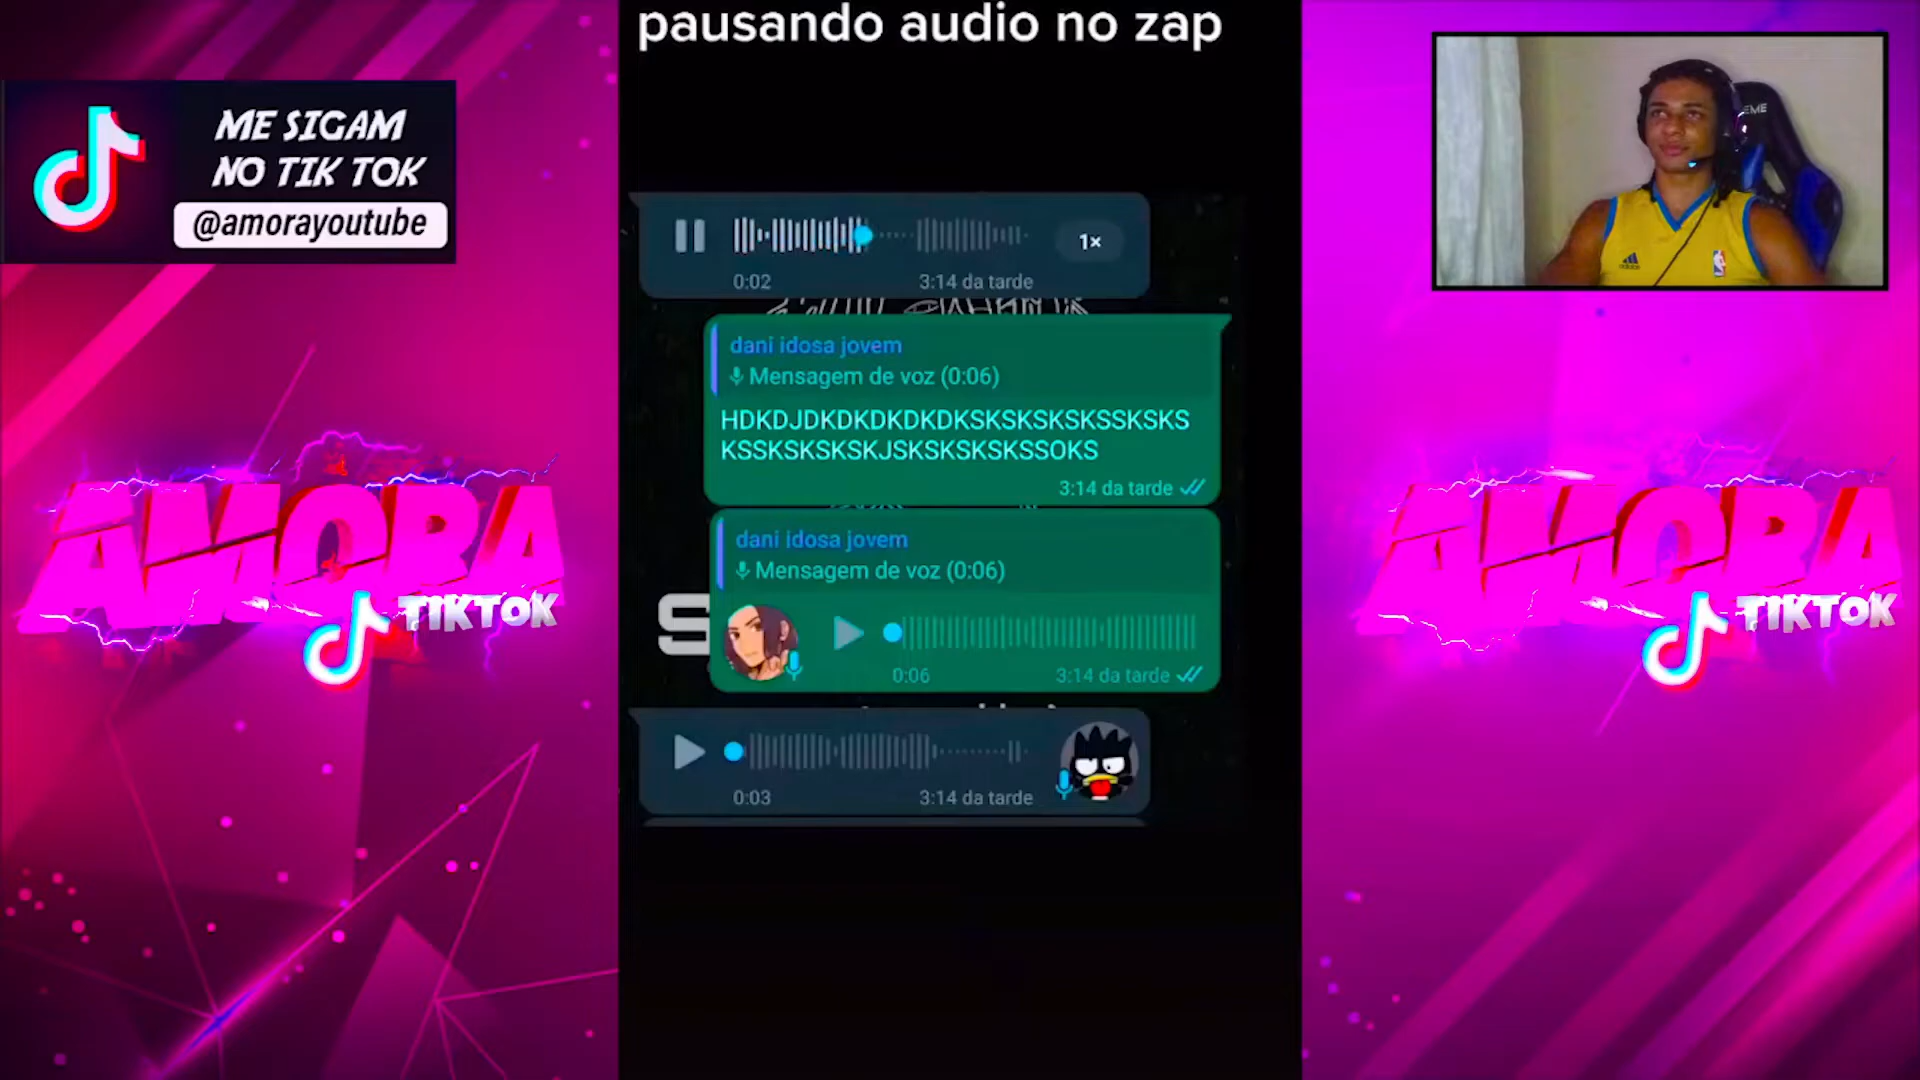 pausando audio no zap
ME SIGAM
NO TIK TOK
@amorayoutube
EME
adidas
1×
0:02
3:14 da tarde
dani idosa jovem
Mensagem de voz (0:06)
HDKDJDKDKDKDKDKSKSKSKSKSSKSKS
KSSKSKSKSKJSKSKSKSKSSOKS
3:14 da tarde
dani idosa jovem
Mensagem de voz (0:06)
S
0:06
3:14 da tarde
0:03
3:14 da tarde
AMORA
TIKTOK
AMORA
TIKTOK